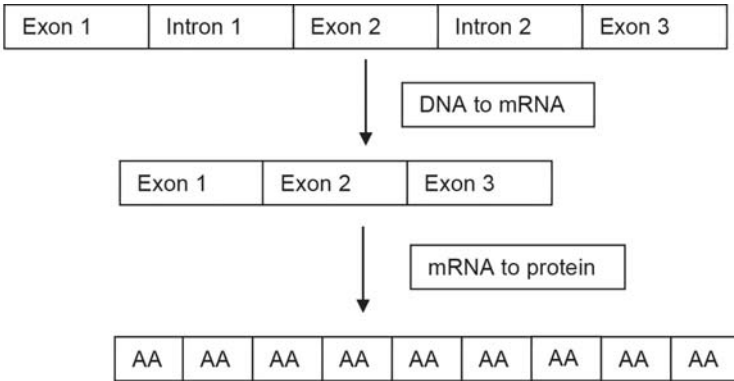 Exon 1 Intron 1 Exon 2 Intron 2 Exon 3
DNA to mRNA
Exon 1 Exon 2 Exon 3
mRNA to protein
AA AA AA AA AA AA AA AA AA